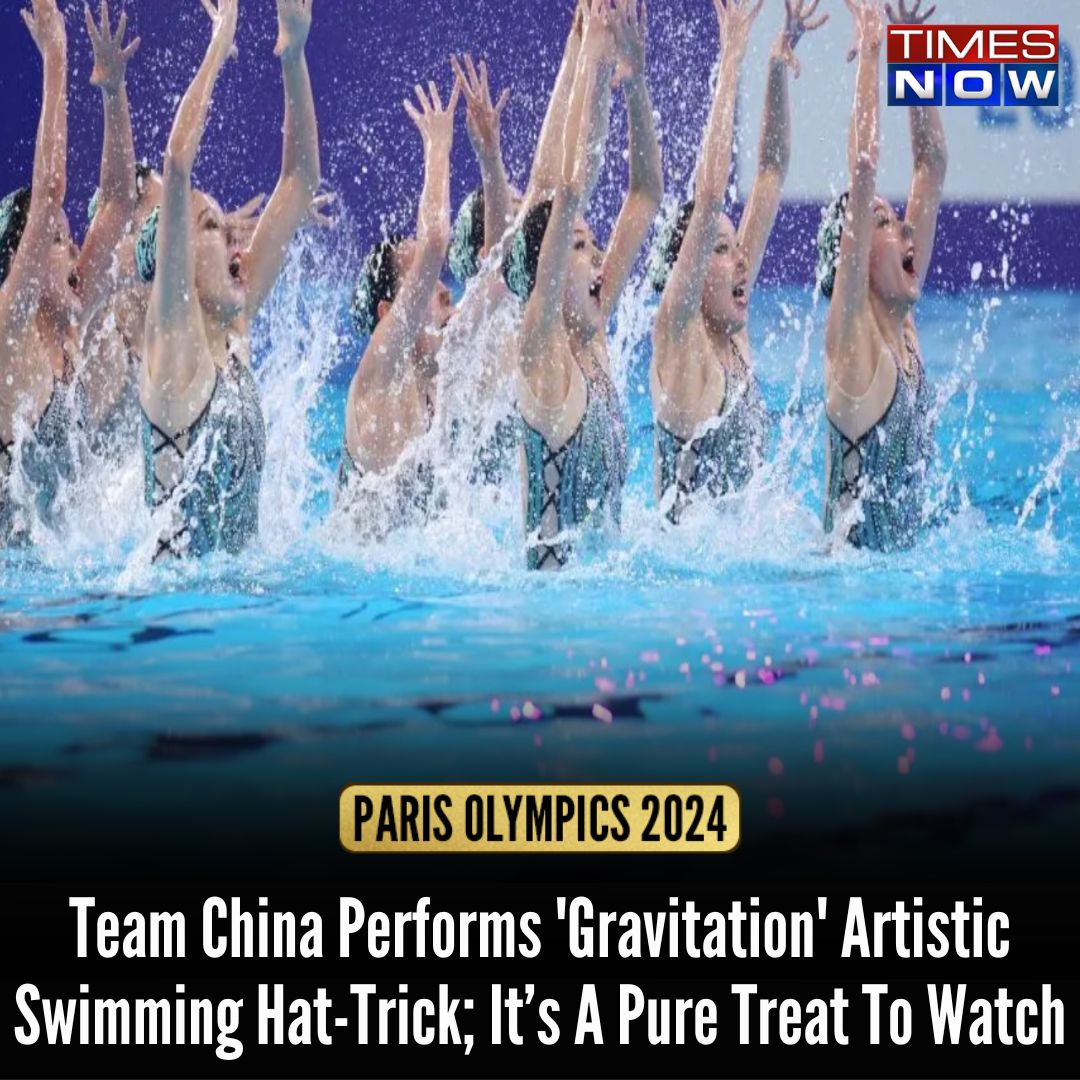 TIMES
NOW
PARIS OLYMPICS 2024
Team China Performs 'Gravitation' Artistic
Swimming Hat-Trick; It’s A Pure Treat To Watch